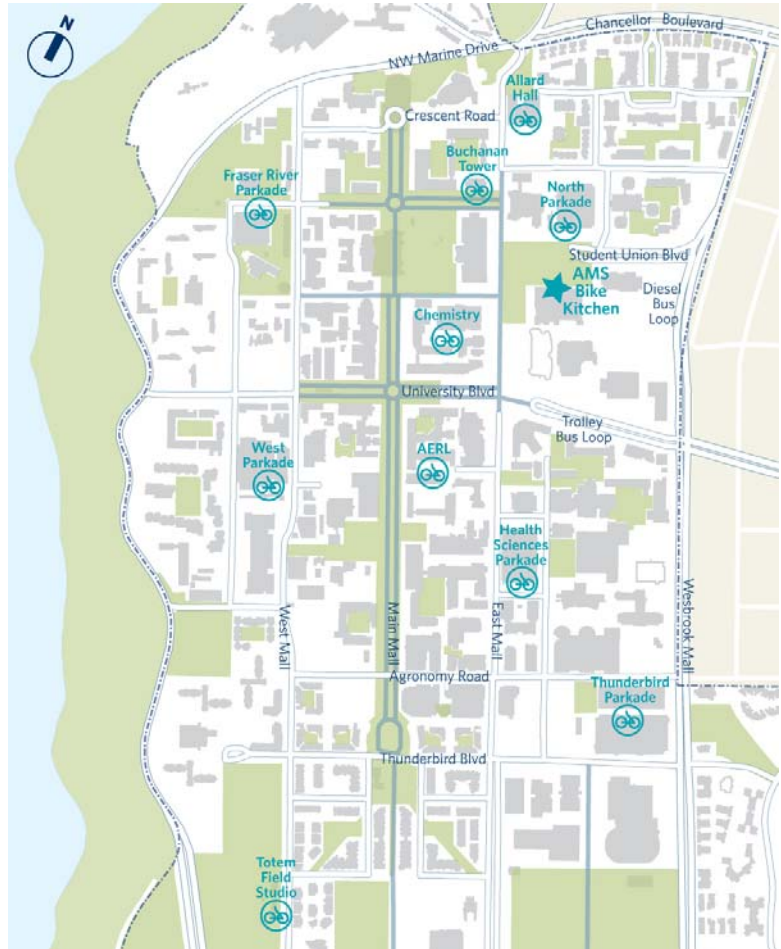 N
Chancellor Boulevard
NW Marine Drive
Allard
Hall
Crescent Road
Buchanan
Tower
Fraser River
Parkade
North
Parkade
Student Union Blvd
AMS
Bike
Kitchen
Diesel
Bus
Loop
Chemistry
University Blvd
Trolley
Bus Loop
West
Parkade
AERL
Health
Sciences
Parkade
West Mall
Main Mall
East Mall
Wesbrook Mall
Agronomy Road
Thunderbird
Parkade
Thunderbird Blvd
Totem
Field
Studio